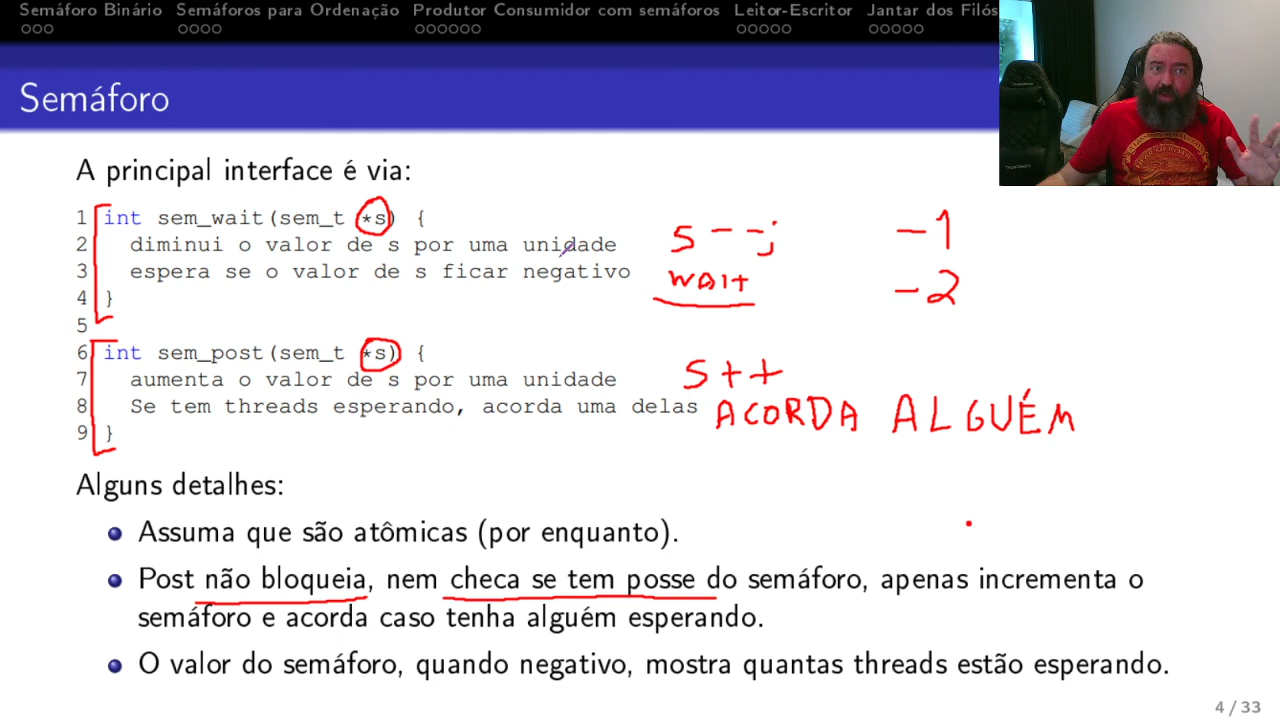 Semáforo Binário Semáforos para Ordenação Produtor Consumidor com semáforos Leitor-Escritor Jantar dos Filós
Semáforo
A principal interface é via:
1 int sem_wait(sem_t *s) {
2 diminui o valor de s por uma unidade
3 espera se o valor de s ficar negativo
4 }
5
6 int sem_post(sem_t *s) {
7 aumenta o valor de s por uma unidade
8 Se tem threads esperando, acorda uma delas
9 }
s--;
WAIT
-1
-2
s++
ACORDA ALGUÉM
Alguns detalhes:
Assuma que são atômicas (por enquanto).
Post não bloqueia, nem checa se tem posse do semáforo, apenas incrementa o
semáforo e acorda caso tenha alguém esperando.
O valor do semáforo, quando negativo, mostra quantas threads estão esperando.
4 / 33